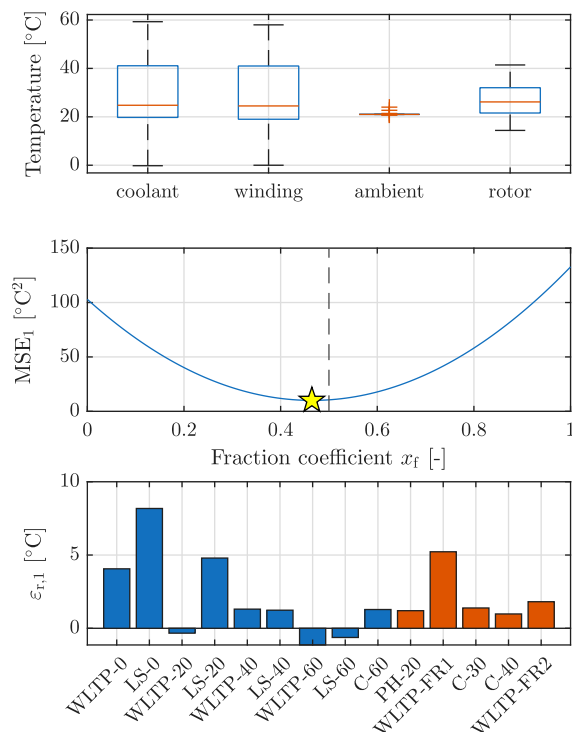 Temperature [°C]
60
40
20
0
coolant winding ambient rotor
MSE₁ [°C²]
150
100
50
0
0 0.2 0.4 0.6 0.8 1
Fraction coefficient x_f [-]
ε_r,1 [°C]
10
5
0
WLTP-0 LS-0 WLTP-20 LS-20 WLTP-40 LS-40 WLTP-60 LS-60 C-60 PH-20 WLTP-FR1 C-30 C-40 WLTP-FR2